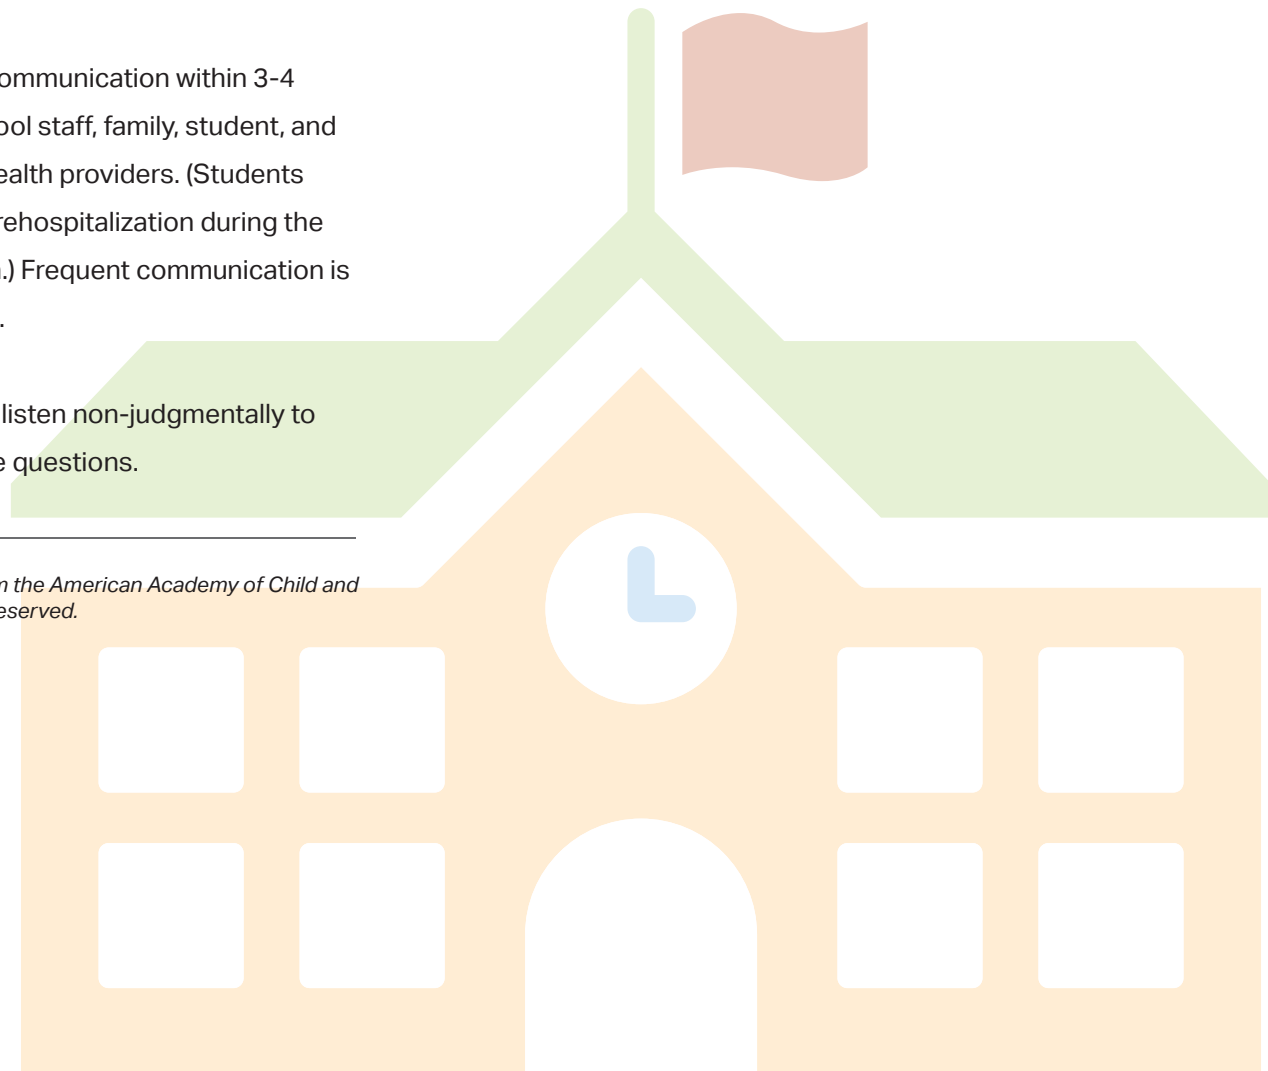 ommunication within 3-4
ool staff, family, student, and
ealth providers. (Students
rehospitalization during the
.) Frequent communication is
.
listen non-judgmentally to
e questions.
m the American Academy of Child and
eserved.